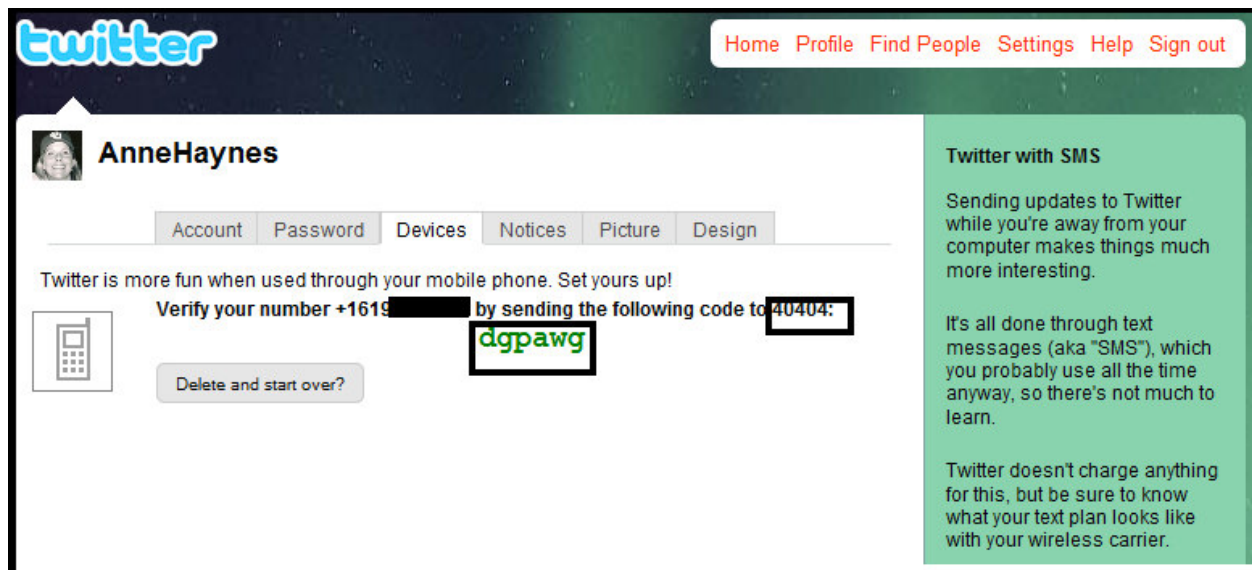 twitter
Home Profile Find People Settings Help Sign out
AnneHaynes
Account Password Devices Notices Picture Design
Twitter is more fun when used through your mobile phone. Set yours up!
Verify your number +1619 by sending the following code to 40404:
dgpawg
Delete and start over?
Twitter with SMS
Sending updates to Twitter
while you're away from your
computer makes things much
more interesting.
It's all done through text
messages (aka "SMS"), which
you probably use all the time
anyway, so there's not much to
learn.
Twitter doesn't charge anything
for this, but be sure to know
what your text plan looks like
with your wireless carrier.